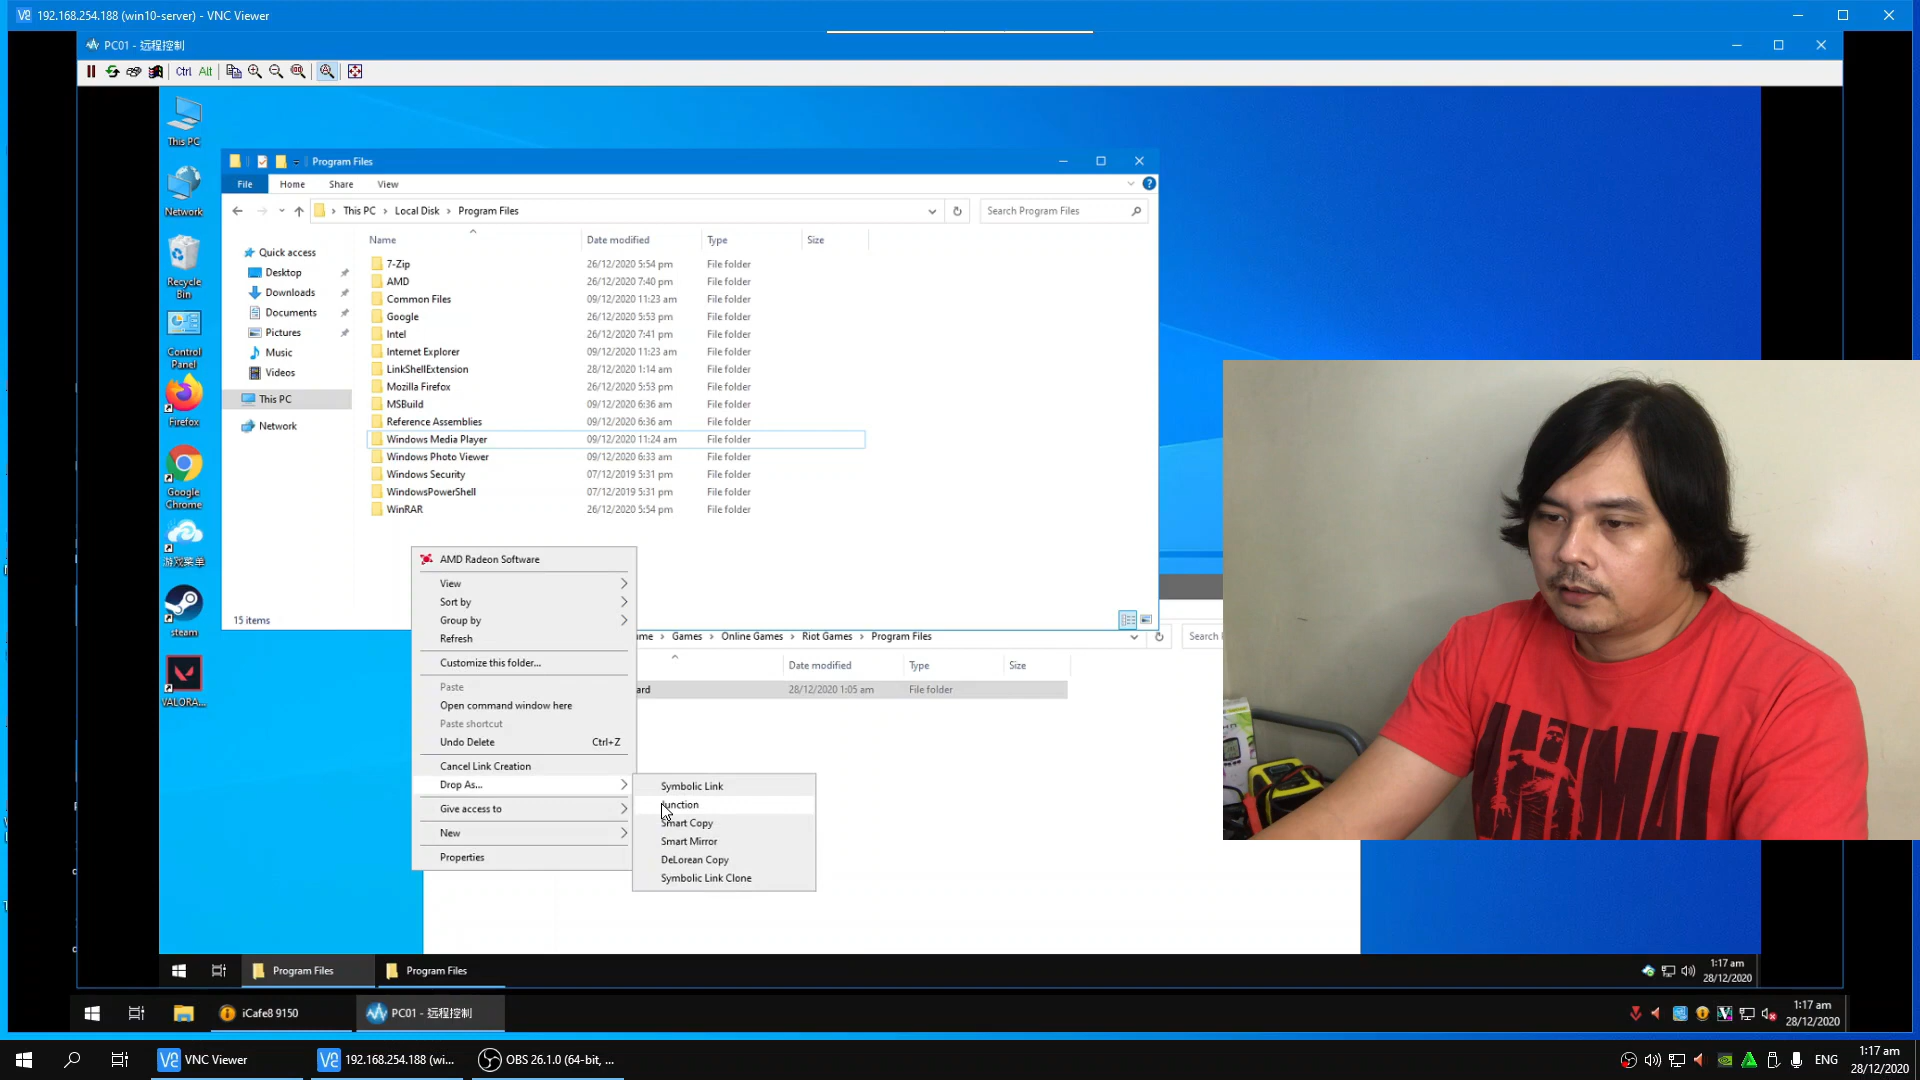 192.168.254.188 (win10-server) - VNC Viewer
PC01 - 远程控制
Ctrl Alt
This PC
Network
Recycle
Bin
Control
Panel
Firefox
Google
Chrome
游戏菜单
steam
VALORA...
Program Files
File Home Share View
This PC > Local Disk > Program Files
Search Program Files
Name Date modified Type Size
Quick access
Desktop
Downloads
Documents
Pictures
Music
Videos
This PC
Network
7-Zip 26/12/2020 5:54 pm File folder
AMD 26/12/2020 7:40 pm File folder
Common Files 09/12/2020 11:23 am File folder
Google 26/12/2020 5:53 pm File folder
Intel 26/12/2020 7:41 pm File folder
Internet Explorer 09/12/2020 11:23 am File folder
LinkShellExtension 28/12/2020 1:14 am File folder
Mozilla Firefox 26/12/2020 5:53 pm File folder
MSBuild 09/12/2020 6:36 am File folder
Reference Assemblies 09/12/2020 6:36 am File folder
Windows Media Player 09/12/2020 11:24 am File folder
Windows Photo Viewer 09/12/2020 6:33 am File folder
Windows Security 07/12/2019 5:31 pm File folder
WindowsPowerShell 07/12/2019 5:31 pm File folder
WinRAR 26/12/2020 5:54 pm File folder
15 items
AMD Radeon Software
View
Sort by
Group by
Refresh
Customize this folder...
Paste
Open command window here
Paste shortcut
Undo Delete Ctrl+Z
Cancel Link Creation
Drop As...
Give access to
New
Properties
Symbolic Link
Junction
Smart Copy
Smart Mirror
DeLorean Copy
Symbolic Link Clone
me > Games > Online Games > Riot Games > Program Files
Search
Date modified Type Size
ard 28/12/2020 1:05 am File folder
Program Files
Program Files
1:17 am
28/12/2020
iCafe8 9150
PC01 - 远程控制
1:17 am
28/12/2020
VNC Viewer
192.168.254.188 (wi...
OBS 26.1.0 (64-bit, ...
ENG
1:17 am
28/12/2020